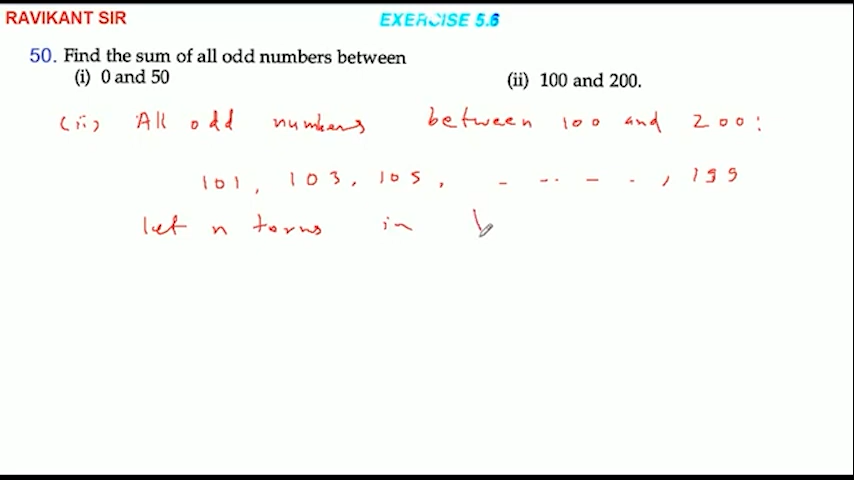 RAVIKANT SIR
EXERCISE 5.6
50. Find the sum of all odd numbers between
(i) 0 and 50 (ii) 100 and 200.
(ii) All odd numbers between 100 and 200:
101, 103, 105, - -- - ., 199
let n terms in